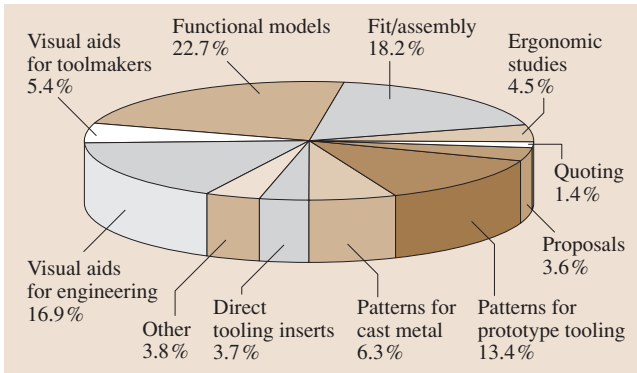 Functional models
22.7%
Fit/assembly
18.2%
Visual aids
for toolmakers
5.4%
Ergonomic
studies
4.5%
Quoting
1.4%
Proposals
3.6%
Visual aids
for engineering
16.9%
Other
3.8%
Direct
tooling inserts
3.7%
Patterns for
cast metal
6.3%
Patterns for
prototype tooling
13.4%